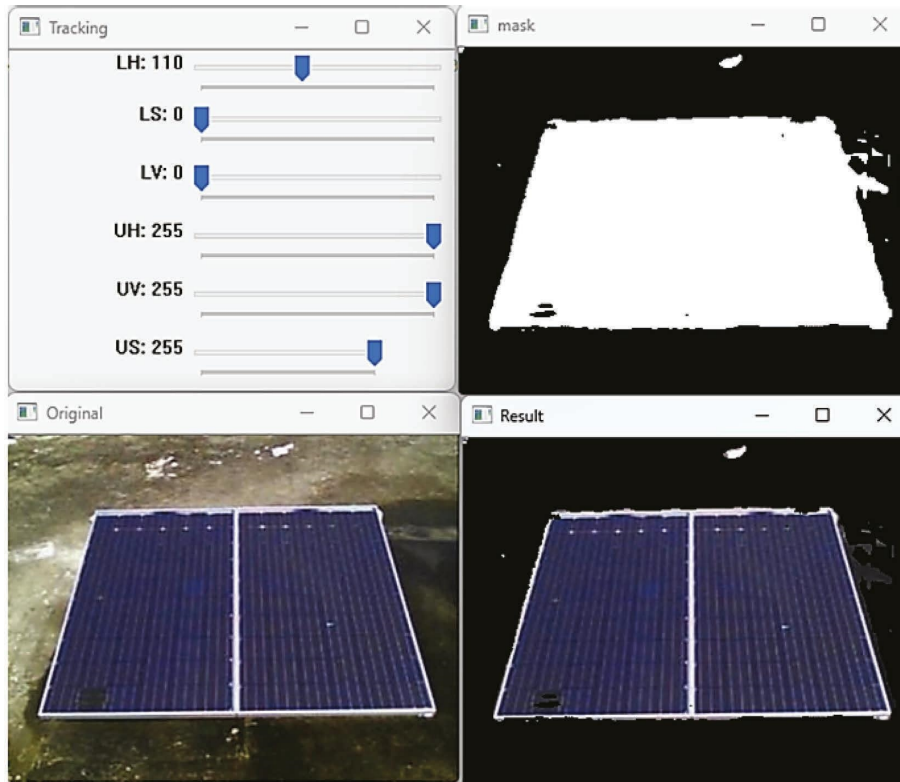 Tracking
LH: 110
LS: 0
LV: 0
UH: 255
UV: 255
US: 255
mask
Original
Result